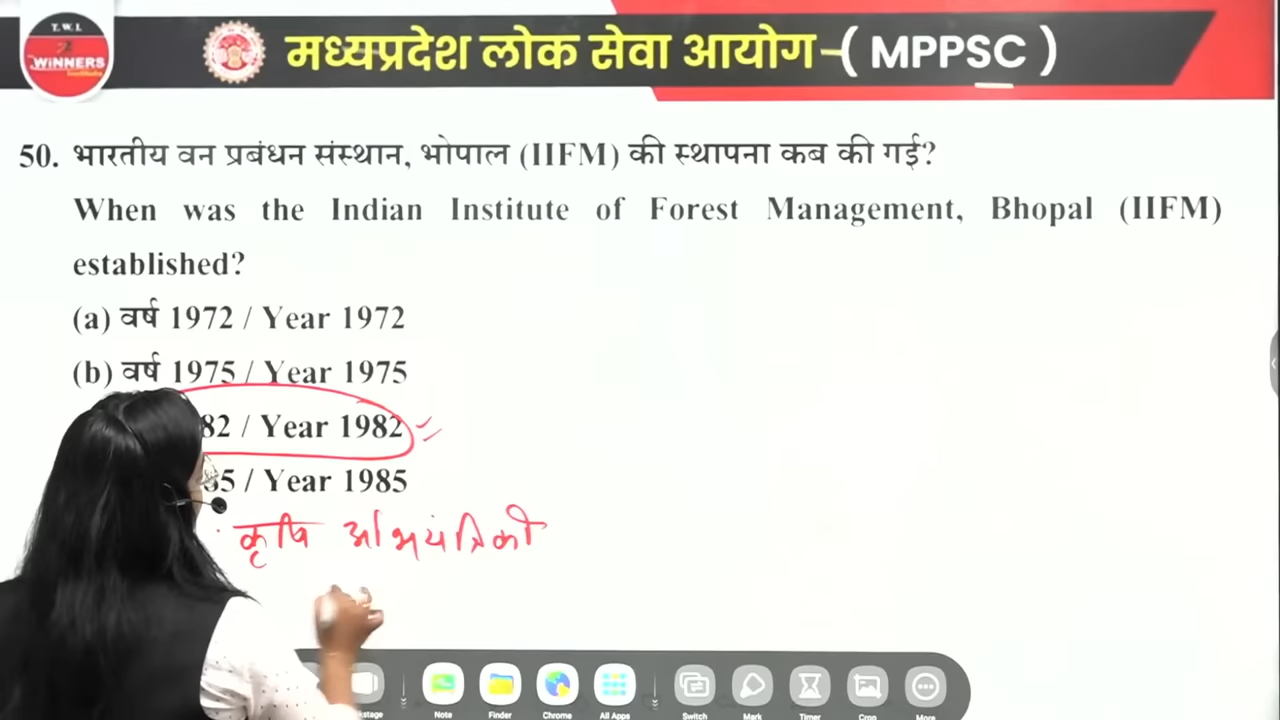 T.W.I.
WiNNERS
Institute
मध्यप्रदेश लोक सेवा आयोग-( MPPSC )
50. भारतीय वन प्रबंधन संस्थान, भोपाल (IIFM) की स्थापना कब की गई?
When was the Indian Institute of Forest Management, Bhopal (IIFM)
established?
(a) वर्ष 1972 / Year 1972
(b) वर्ष 1975 / Year 1975
82 / Year 1982
85 / Year 1985
कृषि अभियंत्रिकी
Note Finder Chrome All Apps Switch Mark Timer Crop More